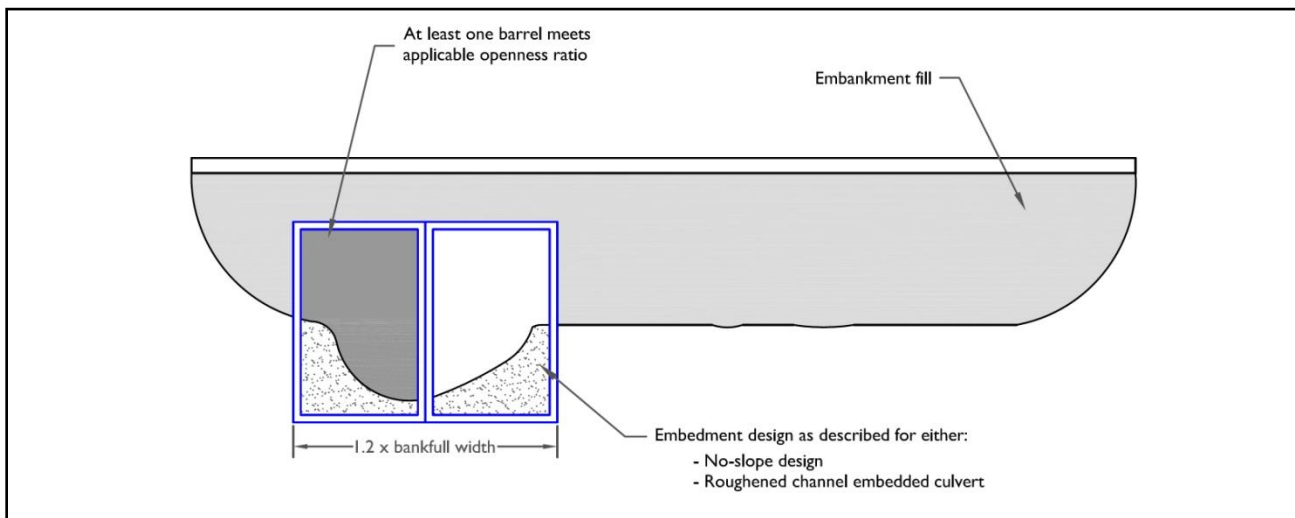 At least one barrel meets
applicable openness ratio
Embankment fill
1.2 x bankfull width
Embedment design as described for either:
- No-slope design
- Roughened channel embedded culvert